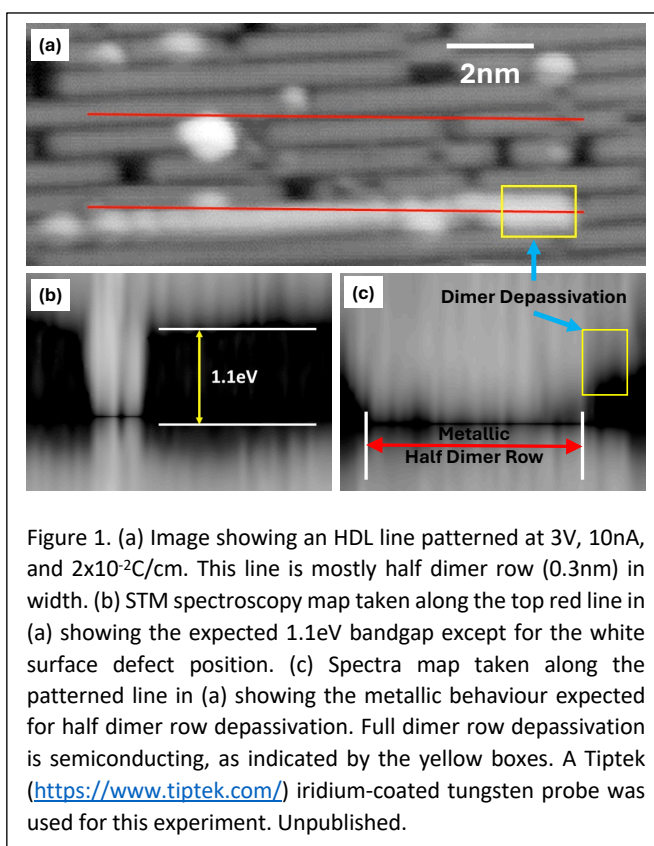 (a)
2nm
(b)
(c)
Dimer Depassivation
1.1eV
Metallic
Half Dimer Row
Figure 1. (a) Image showing an HDL line patterned at 3V, 10nA,
and 2x10⁻²C/cm. This line is mostly half dimer row (0.3nm) in
width. (b) STM spectroscopy map taken along the top red line in
(a) showing the expected 1.1eV bandgap except for the white
surface defect position. (c) Spectra map taken along the
patterned line in (a) showing the metallic behaviour expected
for half dimer row depassivation. Full dimer row depassivation
is semiconducting, as indicated by the yellow boxes. A Tiptek
(https://www.tiptek.com/) iridium-coated tungsten probe was
used for this experiment. Unpublished.